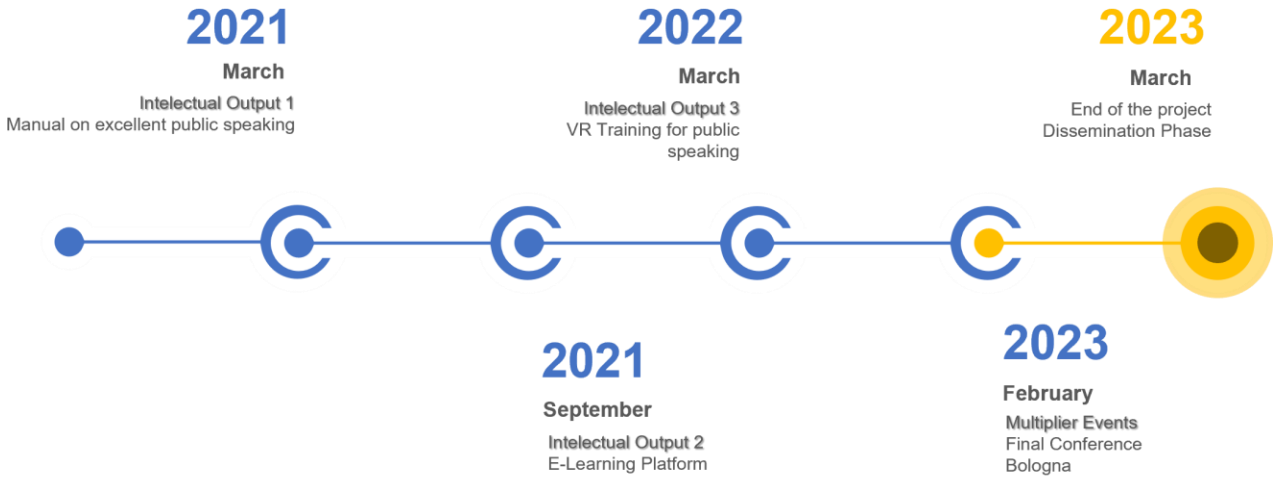 2021
March
Intelectual Output 1
Manual on excellent public speaking
2022
March
Intelectual Output 3
VR Training for public
speaking
2023
March
End of the project
Dissemination Phase
2021
September
Intelectual Output 2
E-Learning Platform
2023
February
Multiplier Events
Final Conference
Bologna